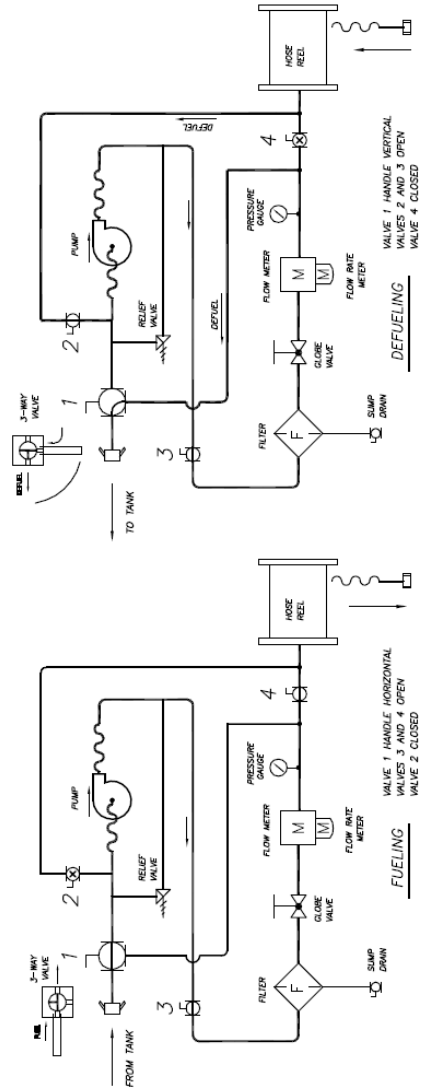 FUEL
3-WAY
VALVE
1
2
PUMP
FROM TANK
RELIEF
VALVE
3
PRESSURE
GAUGE
4
FILTER
F
FLOW METER
M
M
HOSE
REEL
GLOBE
VALVE
FLOW RATE
METER
SUMP
DRAIN
FUELING
VALVE 1 HANDLE HORIZONTAL
VALVES 3 AND 4 OPEN
VALVE 2 CLOSED
DEFUEL
3-WAY
VALVE
1
2
PUMP
TO TANK
RELIEF
VALVE
DEFUEL
3
DEFUEL
PRESSURE
GAUGE
4
FILTER
F
FLOW METER
M
M
HOSE
REEL
GLOBE
VALVE
FLOW RATE
METER
SUMP
DRAIN
DEFUELING
VALVE 1 HANDLE VERTICAL
VALVES 2 AND 3 OPEN
VALVE 4 CLOSED